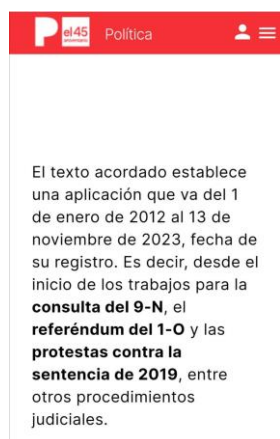 P el45 aniversario Política
El texto acordado establece
una aplicación que va del 1
de enero de 2012 al 13 de
noviembre de 2023, fecha de
su registro. Es decir, desde el
inicio de los trabajos para la
consulta del 9-N, el
referéndum del 1-O y las
protestas contra la
sentencia de 2019, entre
otros procedimientos
judiciales.